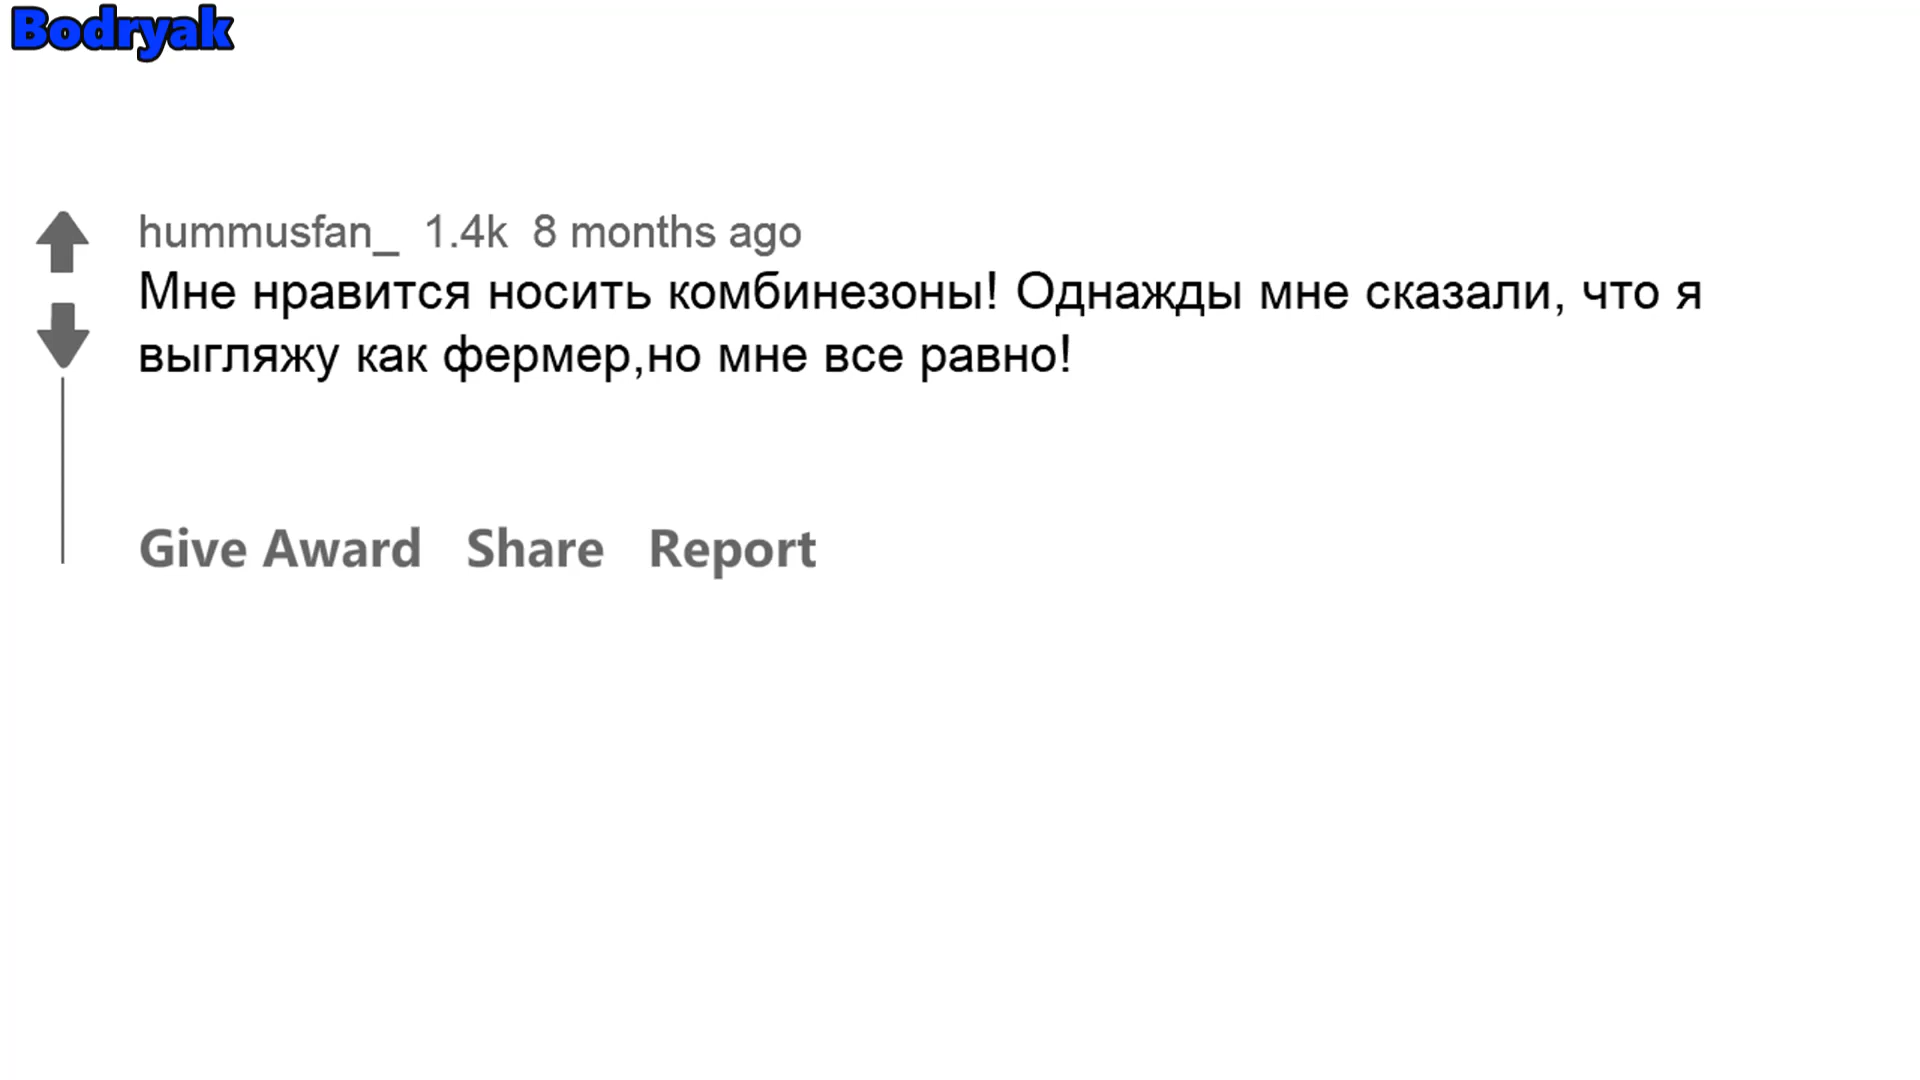 Bodryak
hummusfan_ 1.4k 8 months ago
Мне нравится носить комбинезоны! Однажды мне сказали, что я
выгляжу как фермер,но мне все равно!
Give Award Share Report